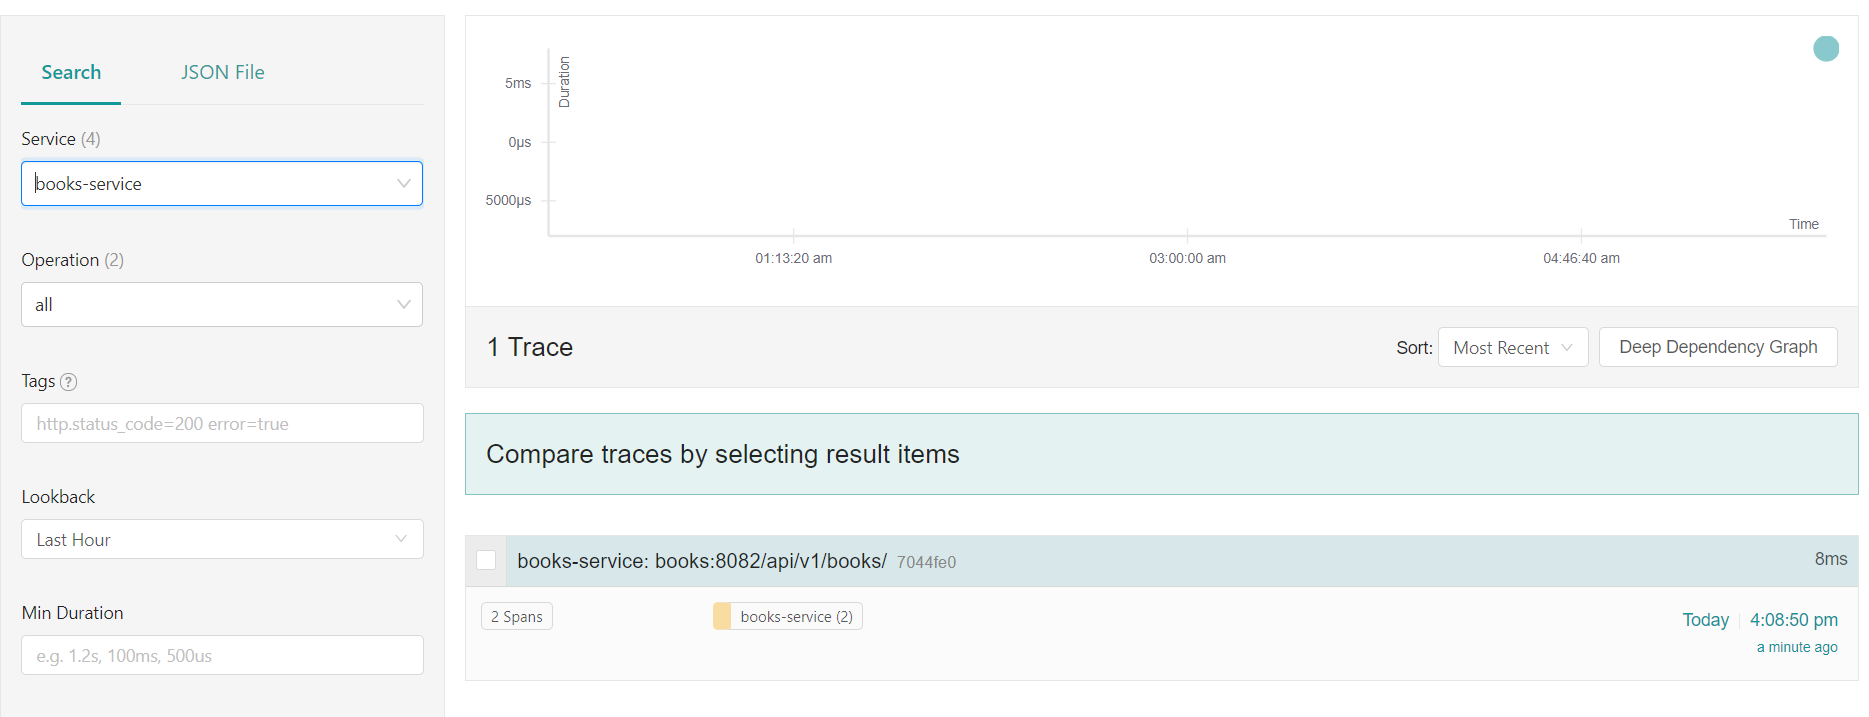 Search
JSON File
Service (4)
books-service
Operation (2)
all
Tags ?
http.status_code=200 error=true
Lookback
Last Hour
Min Duration
e.g. 1.2s, 100ms, 500us
Duration
5ms
0μs
5000μs
Time
01:13:20 am
03:00:00 am
04:46:40 am
1 Trace
Sort: Most Recent
Deep Dependency Graph
Compare traces by selecting result items
books-service: books:8082/api/v1/books/ 7044fe0
8ms
2 Spans
books-service (2)
Today 4:08:50 pm
a minute ago